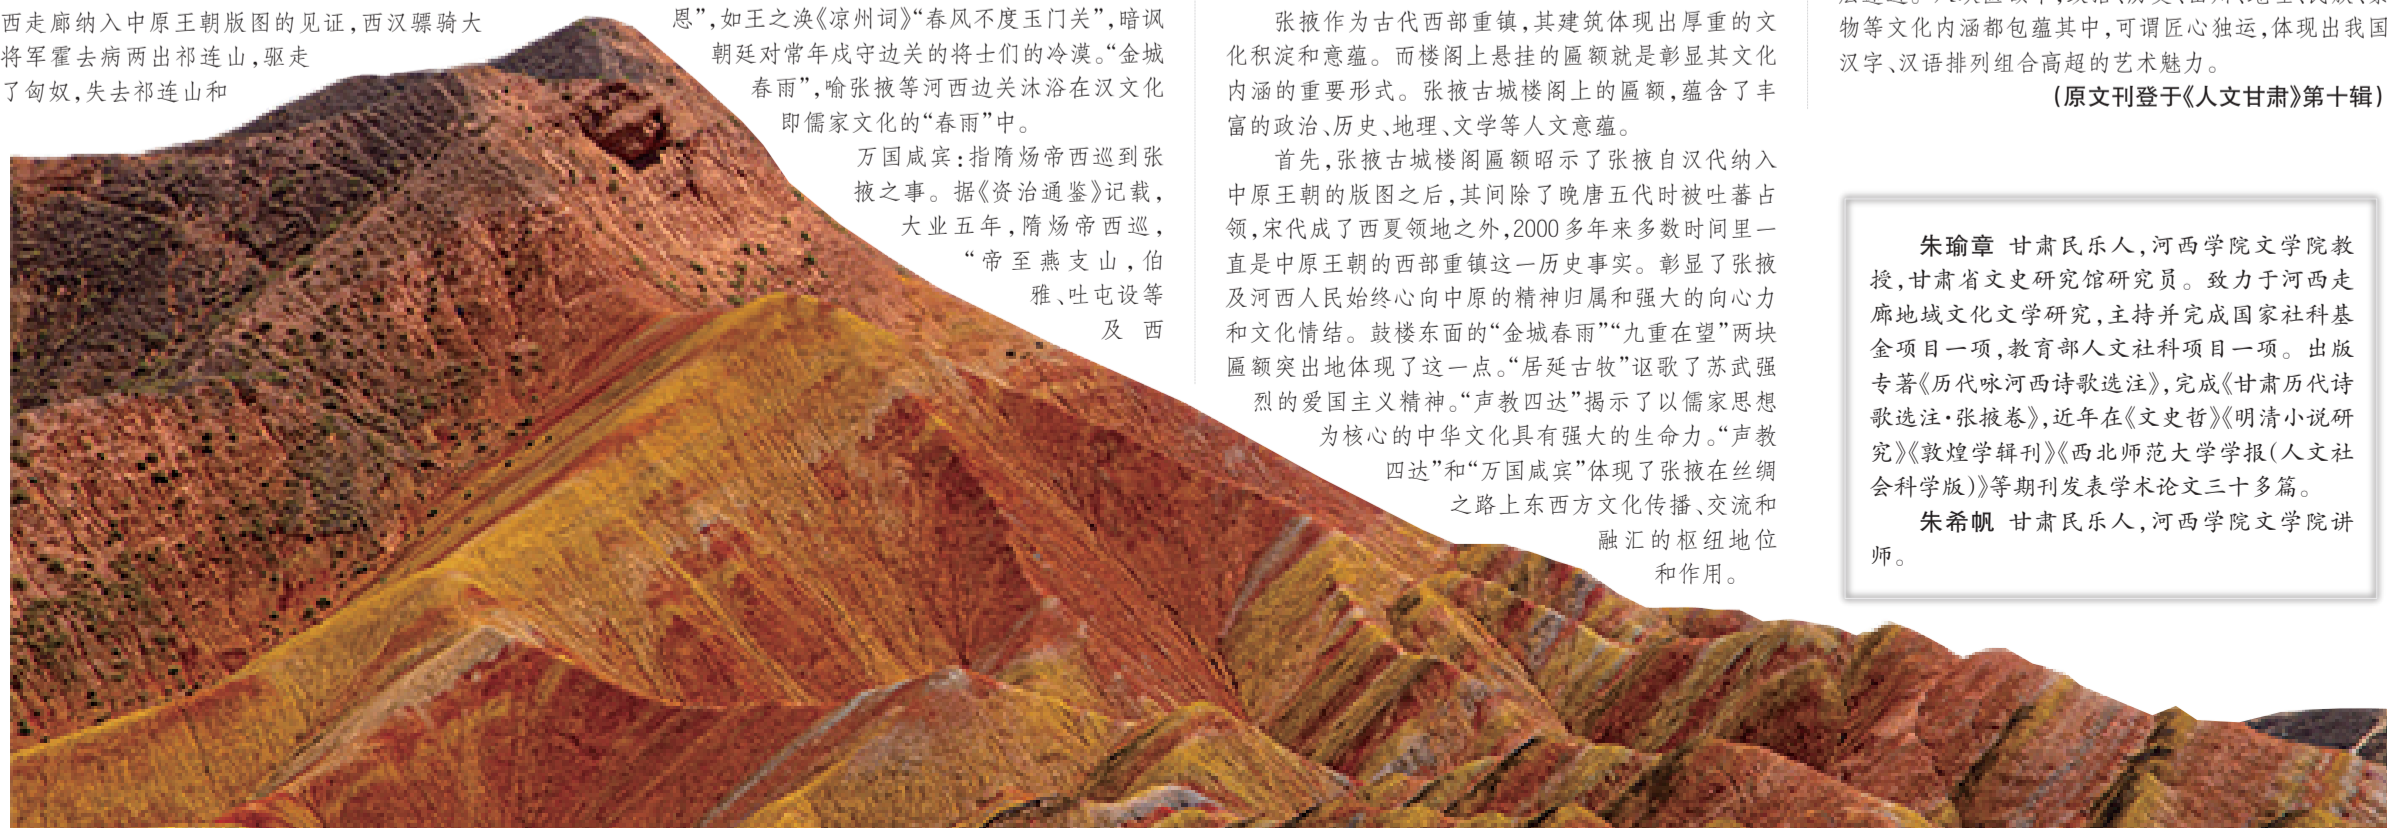 西走廊纳入中原王朝版图的见证,西汉骠骑大
将军霍去病两出祁连山,驱走
了匈奴,失去祁连山和
恩”,如王之涣《凉州词》“春风不度玉门关”,暗讽
朝廷对常年戍守边关的将士们的冷漠。“金城
春雨”,喻张掖等河西边关沐浴在汉文化
即儒家文化的“春雨”中。
万国咸宾:指隋炀帝西巡到张
掖之事。据《资治通鉴》记载,
大业五年,隋炀帝西巡,
“帝至燕支山,伯
雅、吐屯设等
及西
张掖作为古代西部重镇,其建筑体现出厚重的文
化积淀和意蕴。而楼阁上悬挂的匾额就是彰显其文化
内涵的重要形式。张掖古城楼阁上的匾额,蕴含了丰
富的政治、历史、地理、文学等人文意蕴。
首先,张掖古城楼阁匾额昭示了张掖自汉代纳入
中原王朝的版图之后,其间除了晚唐五代时被吐蕃占
领,宋代成了西夏领地之外,2000多年来多数时间里一
直是中原王朝的西部重镇这一历史事实。彰显了张掖
及河西人民始终心向中原的精神归属和强大的向心力
和文化情结。鼓楼东面的“金城春雨”“九重在望”两块
匾额突出地体现了这一点。“居延古牧”讴歌了苏武强
烈的爱国主义精神。“声教四达”揭示了以儒家思想
为核心的中华文化具有强大的生命力。“声教
四达”和“万国咸宾”体现了张掖在丝绸
之路上东西方文化传播、交流和
融汇的枢纽地位
和作用。
物等文化内涵都包蕴其中,可谓匠心独运,体现出我国
汉字、汉语排列组合高超的艺术魅力。
(原文刊登于《人文甘肃》第十辑)
朱瑜章 甘肃民乐人,河西学院文学院教
授,甘肃省文史研究馆研究员。致力于河西走
廊地域文化文学研究,主持并完成国家社科基
金项目一项,教育部人文社科项目一项。出版
专著《历代咏河西诗歌选注》,完成《甘肃历代诗
歌选注·张掖卷》,近年在《文史哲》《明清小说研
究》《敦煌学辑刊》《西北师范大学学报(人文社
会科学版)》等期刊发表学术论文三十多篇。
朱希帆 甘肃民乐人,河西学院文学院讲
师。